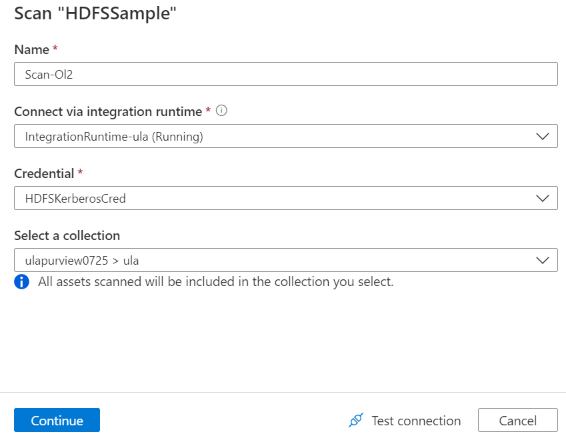 Scan "HDFSSample"
Name *
Scan-Ol2
Connect via integration runtime *
IntegrationRuntime-ula (Running)
Credential *
HDFSKerberosCred
Select a collection
ulapurview0725 > ula
All assets scanned will be included in the collection you select.
Continue
Test connection
Cancel